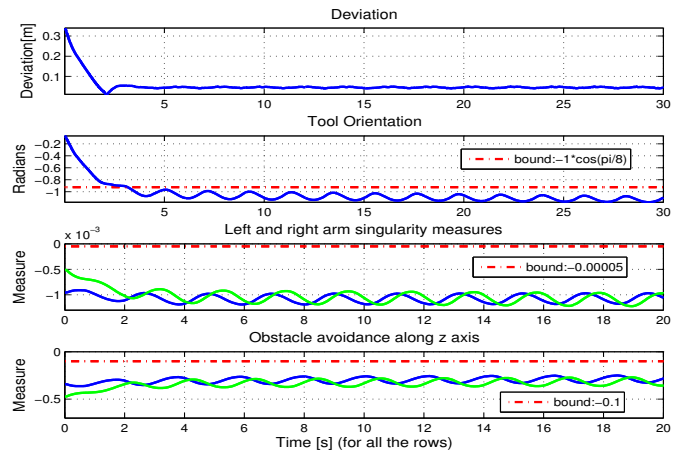 Deviation
Deviation[m]
0.3
0.2
0.1
5 10 15 20 25 30
Tool Orientation
Radians
−0.2
−0.4
−0.6
−0.8
−1
bound:−1*cos(pi/8)
5 10 15 20 25 30
Left and right arm singularity measures
x 10−3
Measure
0
−0.5
−1
bound:−0.00005
0 2 4 6 8 10 12 14 16 18 20
Obstacle avoidance along z axis
Measure
0
−0.5
bound:−0.1
0 2 4 6 8 10 12 14 16 18 20
Time [s] (for all the rows)